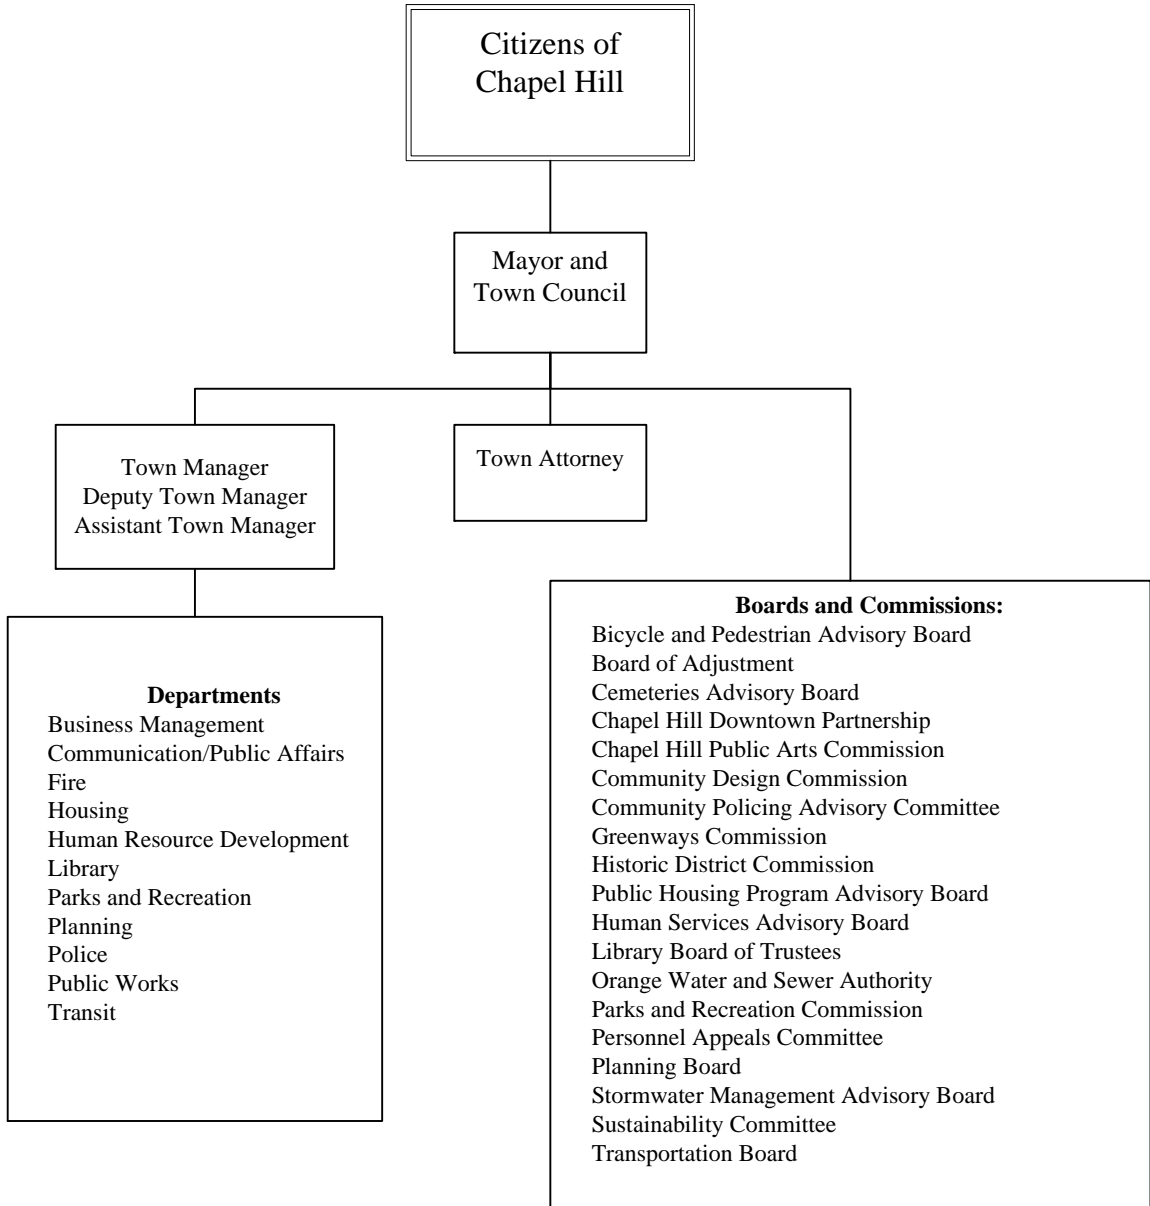 Citizens of
Chapel Hill
Mayor and
Town Council
Town Manager
Deputy Town Manager
Assistant Town Manager
Town Attorney
Departments
Business Management
Communication/Public Affairs
Fire
Housing
Human Resource Development
Library
Parks and Recreation
Planning
Police
Public Works
Transit
Boards and Commissions:
Bicycle and Pedestrian Advisory Board
Board of Adjustment
Cemeteries Advisory Board
Chapel Hill Downtown Partnership
Chapel Hill Public Arts Commission
Community Design Commission
Community Policing Advisory Committee
Greenways Commission
Historic District Commission
Public Housing Program Advisory Board
Human Services Advisory Board
Library Board of Trustees
Orange Water and Sewer Authority
Parks and Recreation Commission
Personnel Appeals Committee
Planning Board
Stormwater Management Advisory Board
Sustainability Committee
Transportation Board